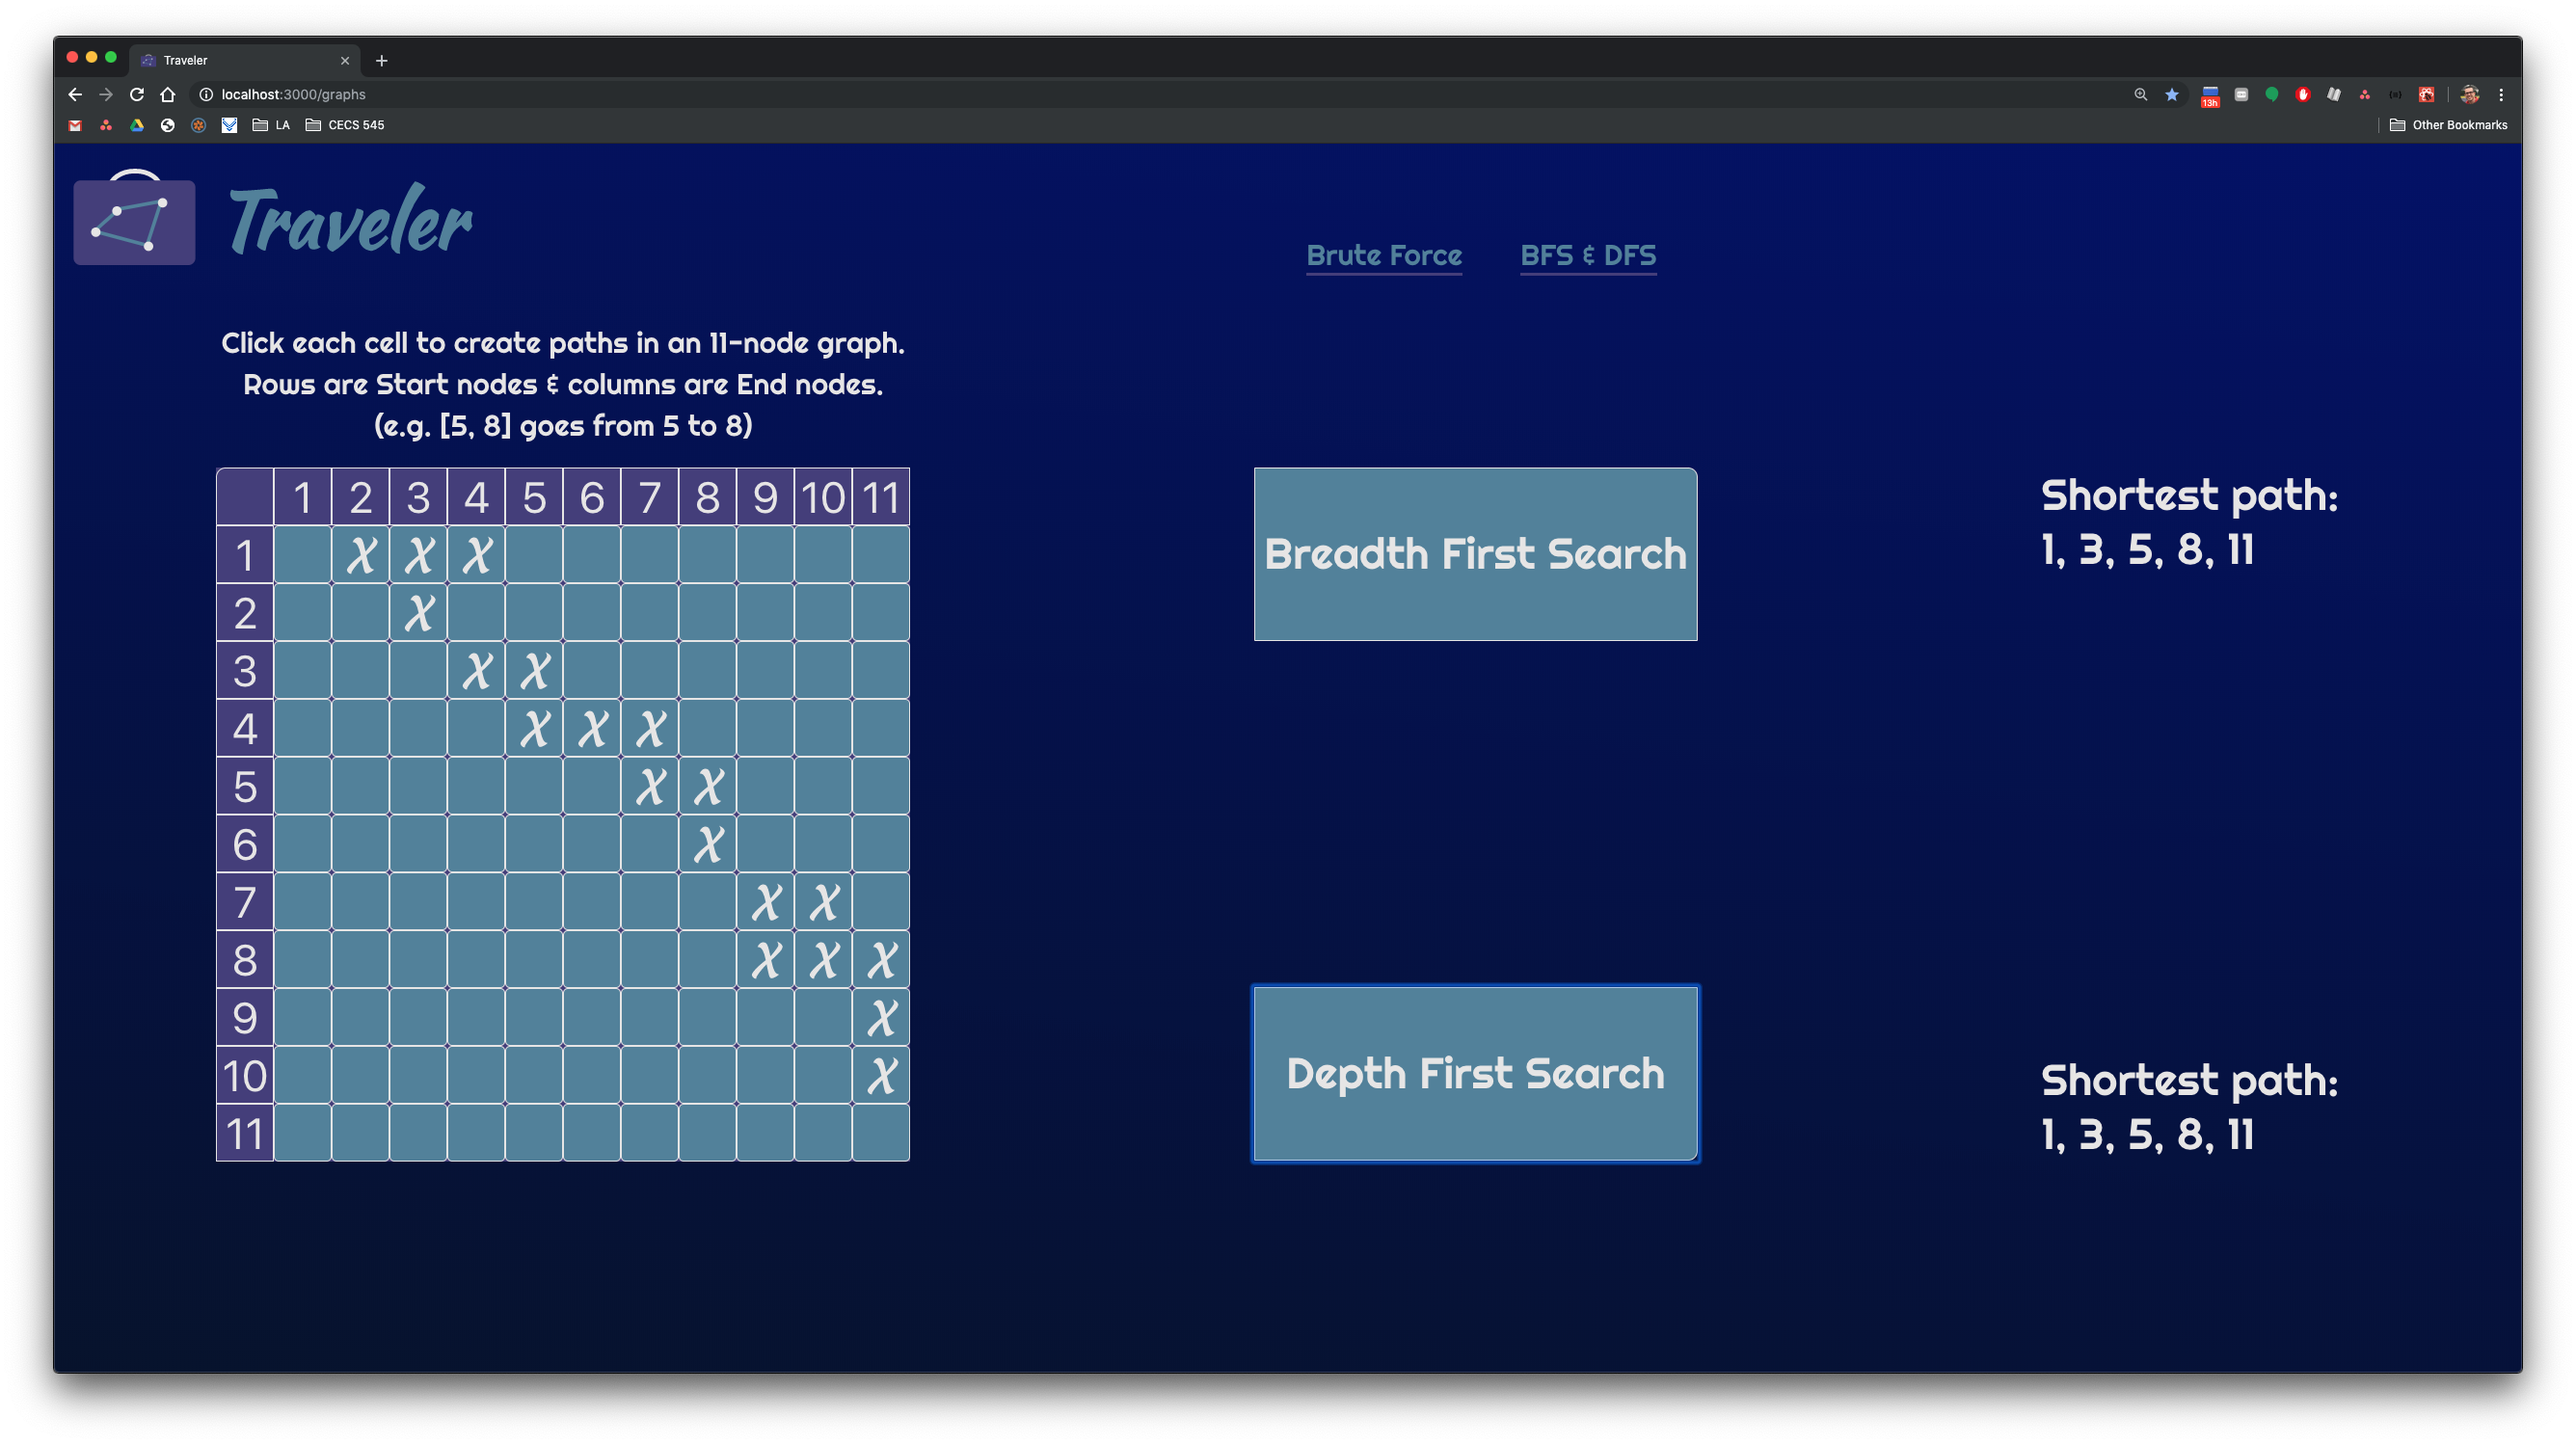 Traveler
localhost:3000/graphs
13h
LA
CECS 545
Other Bookmarks
Traveler
Brute Force
BFS & DFS
Click each cell to create paths in an 11-node graph.
Rows are Start nodes & columns are End nodes.
(e.g. [5, 8] goes from 5 to 8)
1 2 3 4 5 6 7 8 9 10 11
1 X X X
2 X
3 X X
4 X X X
5 X X
6 X
7 X X
8 X X X
9 X
10 X
11
Breadth First Search
Shortest path:
1, 3, 5, 8, 11
Depth First Search
Shortest path:
1, 3, 5, 8, 11